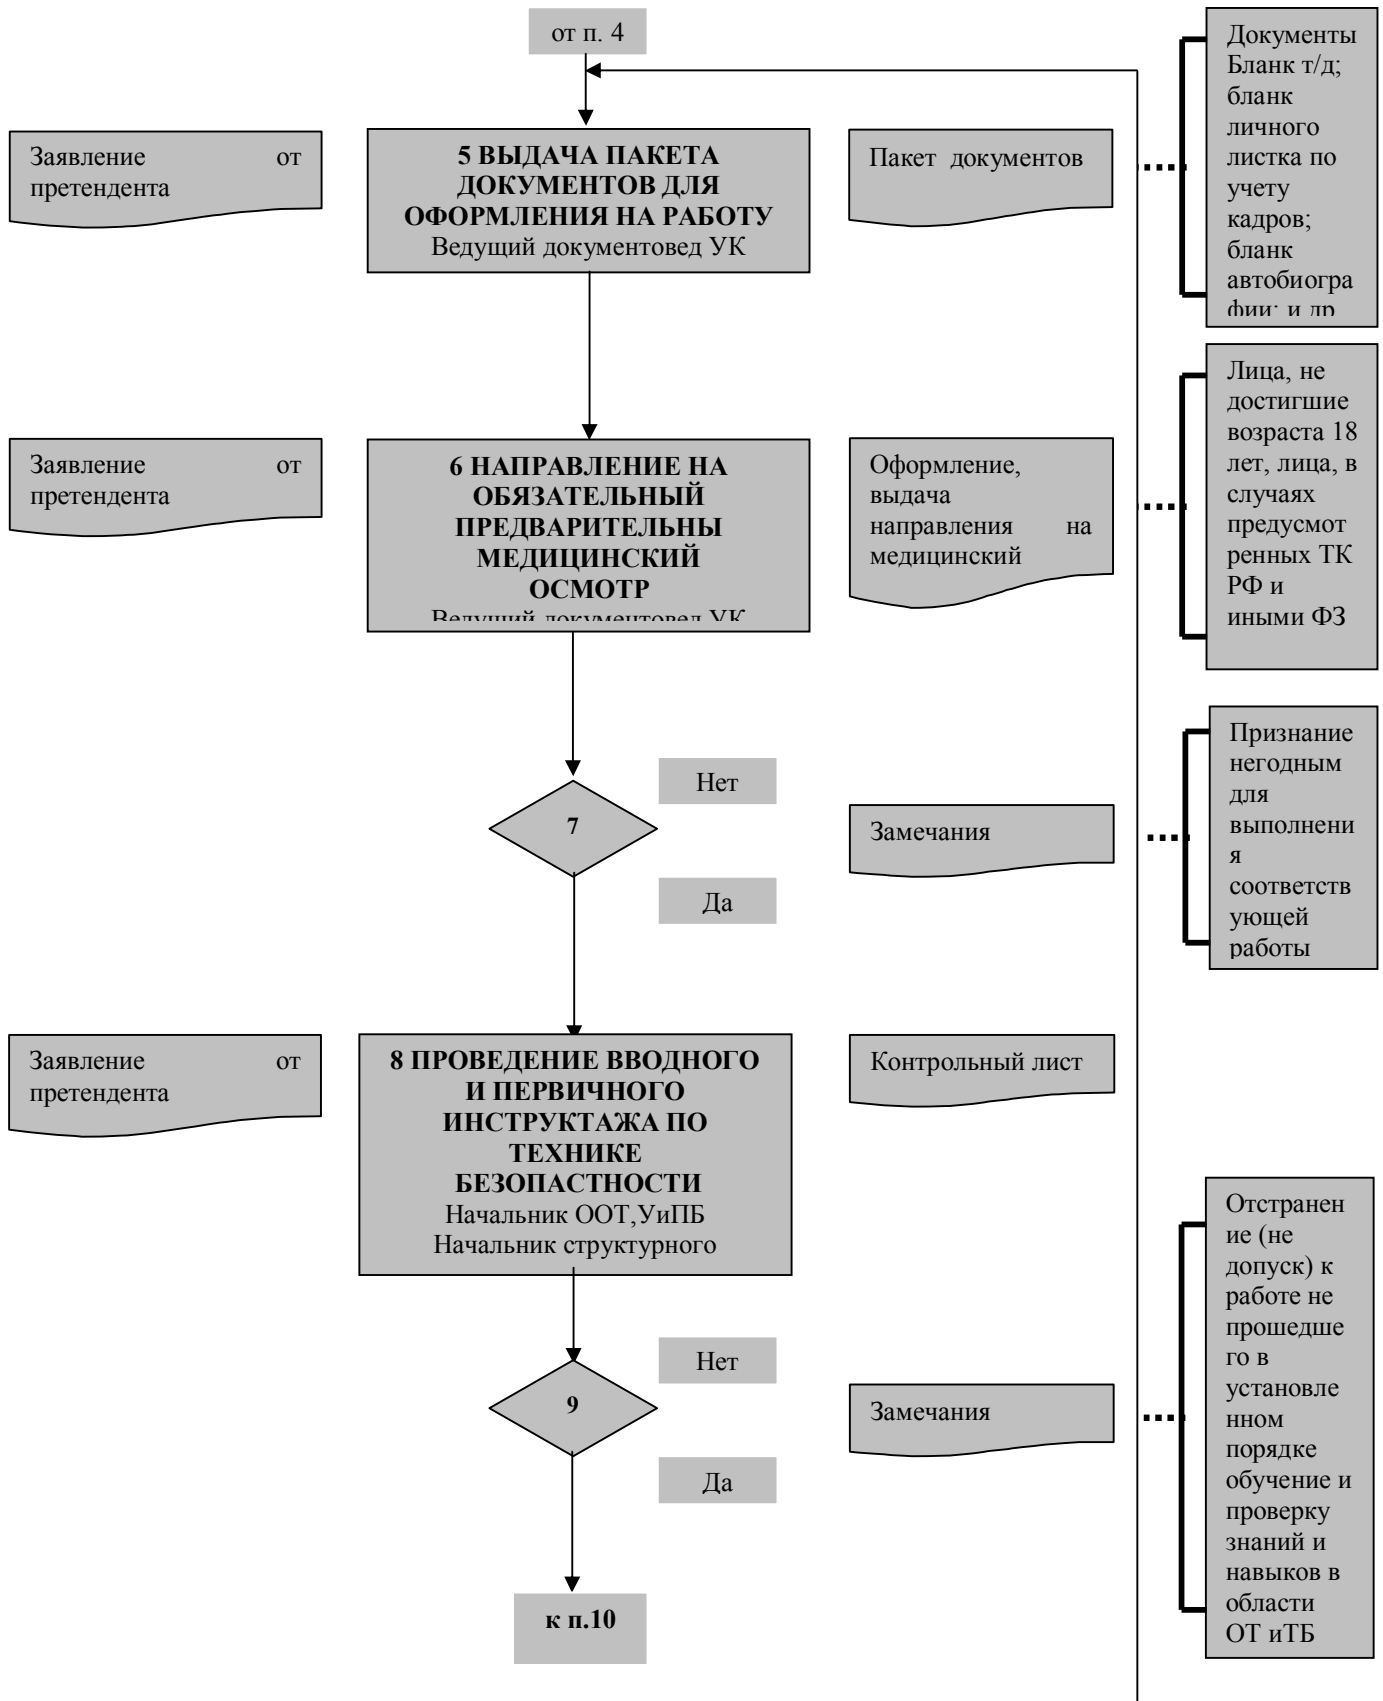 от п. 4
Документы
Бланк т/д;
бланк
личного
листка по
учету
кадров;
бланк
автобиогра
фии; и др
Заявление от
претендента
5 ВЫДАЧА ПАКЕТА
ДОКУМЕНТОВ ДЛЯ
ОФОРМЛЕНИЯ НА РАБОТУ
Ведущий документовед УК
Пакет документов
Лица, не
достигшие
возраста 18
лет, лица, в
случаях
предусмот
ренных ТК
РФ и
иными ФЗ
Заявление от
претендента
6 НАПРАВЛЕНИЕ НА
ОБЯЗАТЕЛЬНЫЙ
ПРЕДВАРИТЕЛЬНЫ
МЕДИЦИНСКИЙ
ОСМОТР
Ведущий документовед УК
Оформление,
выдача
направления на
медицинский
Нет
7
Да
Замечания
Признание
негодным
для
выполнени
я
соответств
ующей
работы
Заявление от
претендента
8 ПРОВЕДЕНИЕ ВВОДНОГО
И ПЕРВИЧНОГО
ИНСТРУКТАЖА ПО
ТЕХНИКЕ
БЕЗОПАСТНОСТИ
Начальник ООТ,УиПБ
Начальник структурного
Контрольный лист
Отстранен
ие (не
допуск) к
работе не
прошедше
го в
установле
нном
порядке
обучение и
проверку
знаний и
навыков в
области
ОТ иТБ
Нет
9
Да
Замечания
к п.10